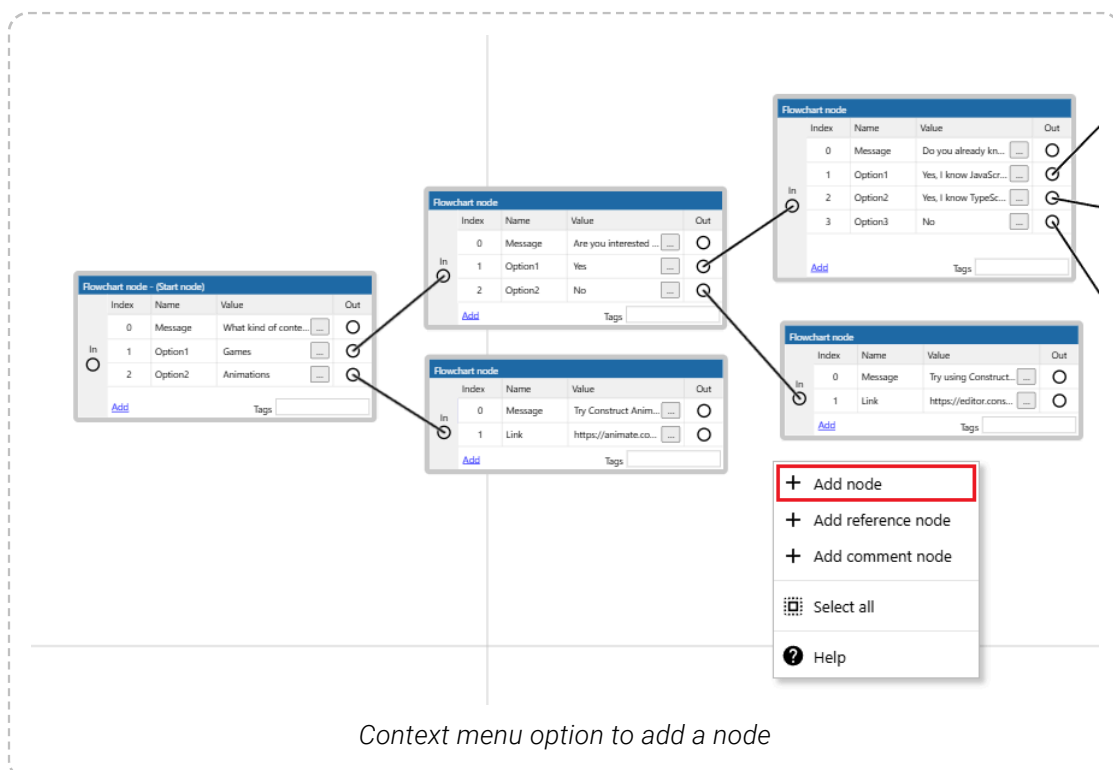 Flowchart node - (Start node)
Index Name Value Out
In
0 Message What kind of conte... ...
1 Option1 Games ...
2 Option2 Animations ...
Add Tags
Flowchart node
Index Name Value Out
In
0 Message Are you interested ... ...
1 Option1 Yes ...
2 Option2 No ...
Add Tags
Flowchart node
Index Name Value Out
In
0 Message Try Construct Anim... ...
1 Link https://animate.co... ...
Add Tags
Flowchart node
Index Name Value Out
In
0 Message Do you already kn... ...
1 Option1 Yes, I know JavaScr... ...
2 Option2 Yes, I know TypeSc... ...
3 Option3 No ...
Add Tags
Flowchart node
Index Name Value Out
In
0 Message Try using Construct... ...
1 Link https://editor.cons... ...
Add Tags
+ Add node
+ Add reference node
+ Add comment node
Select all
? Help
Context menu option to add a node